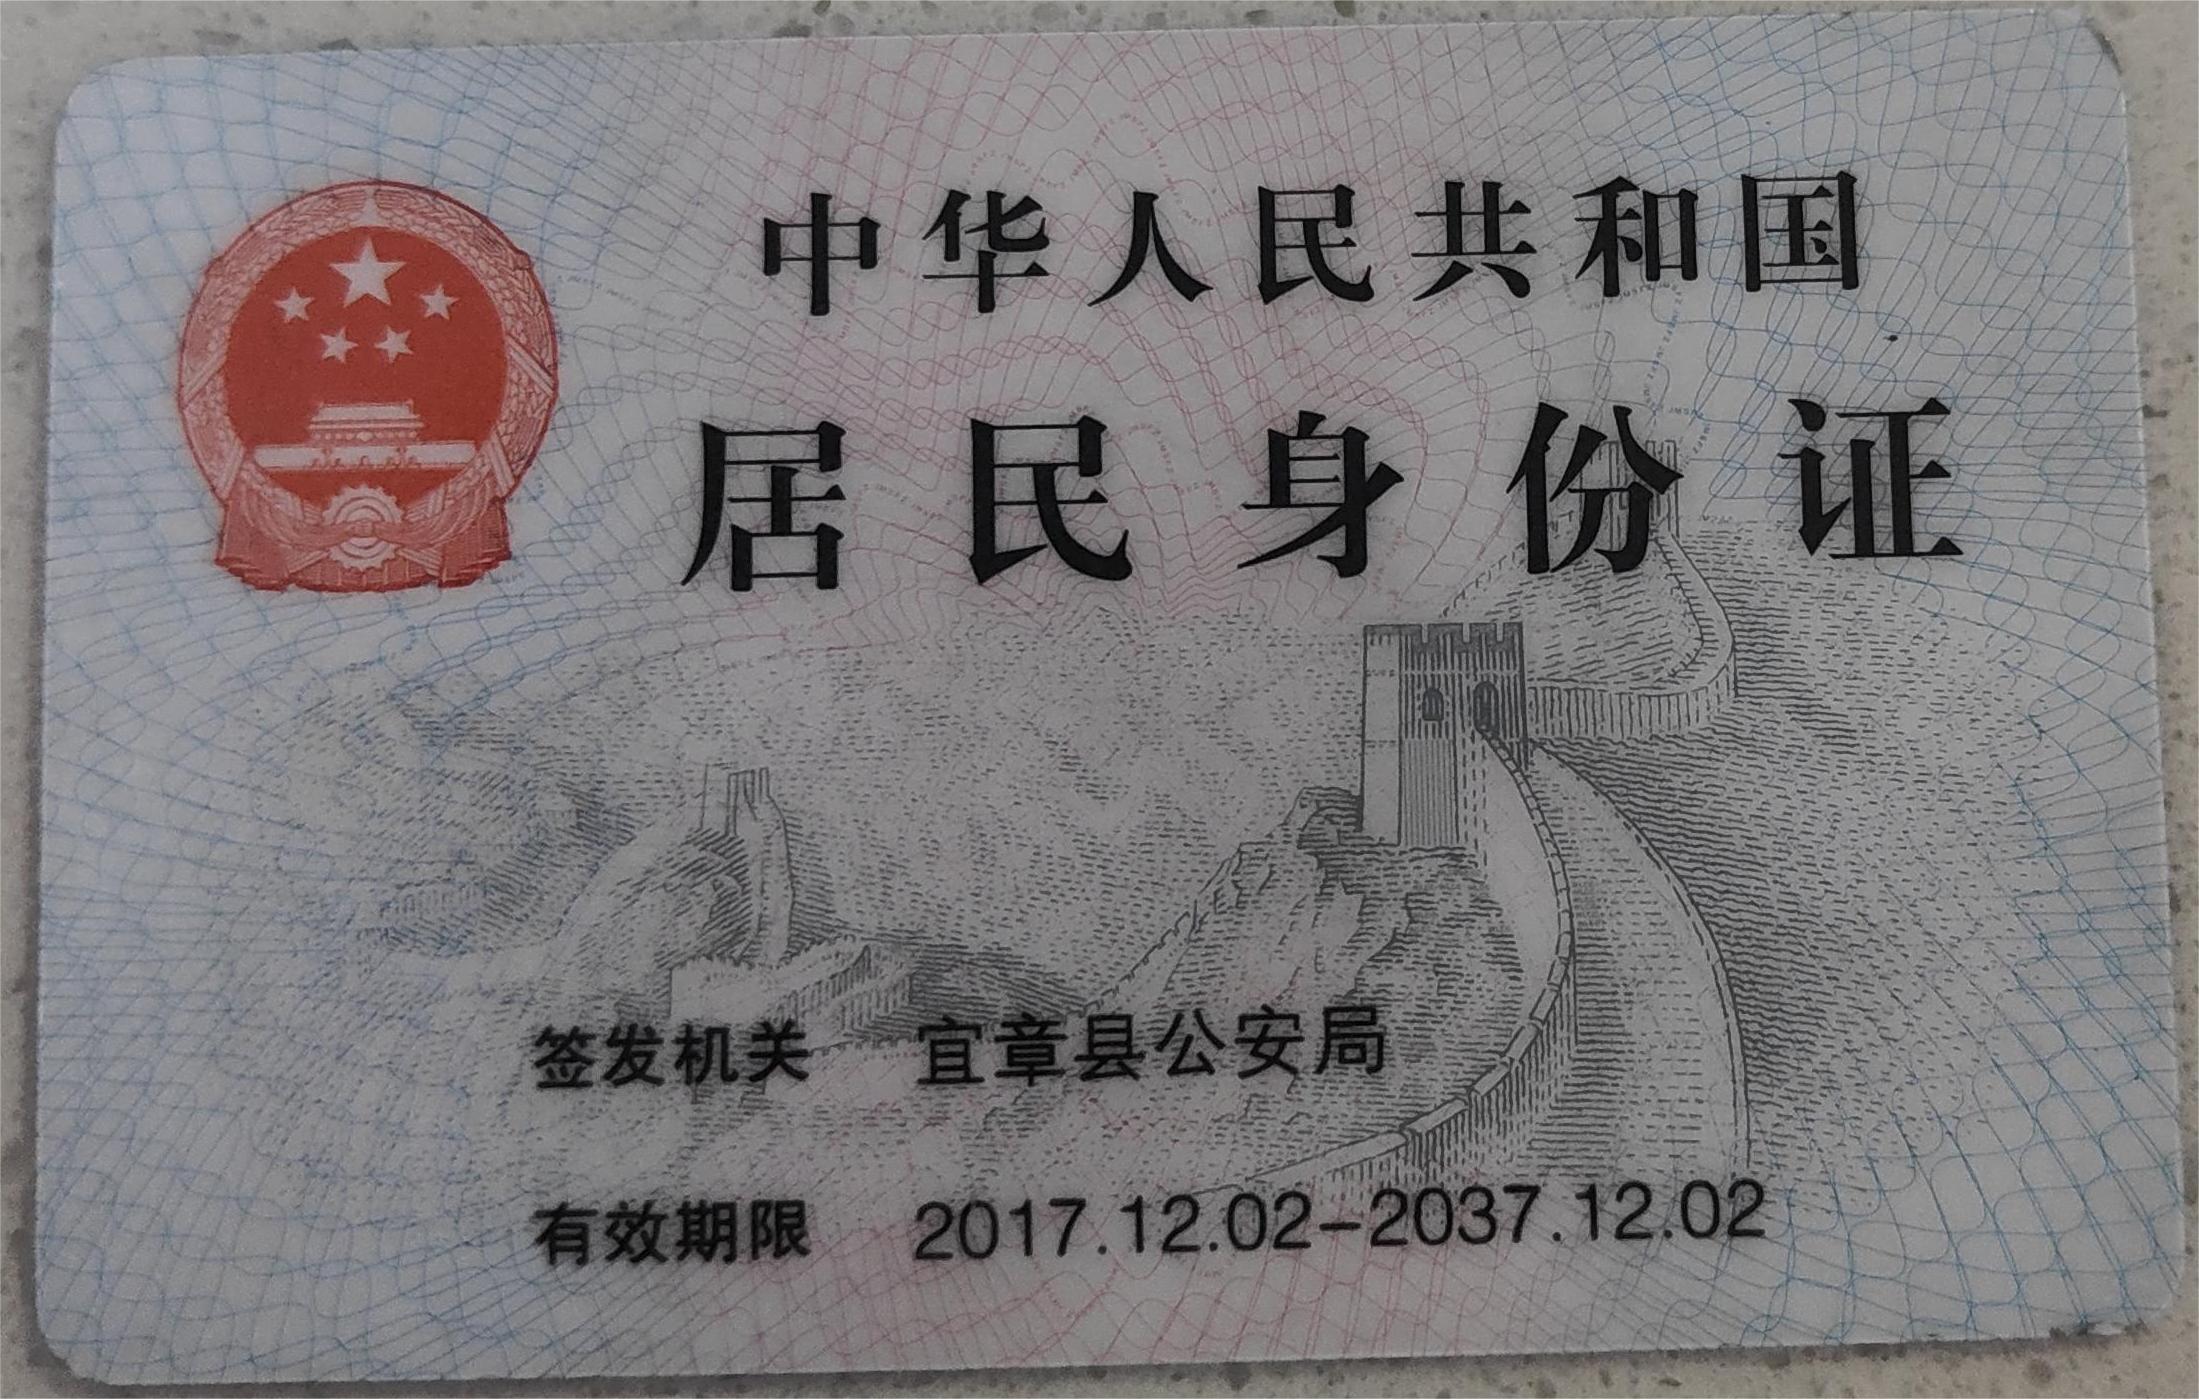 中华人民共和国
居民身份证
签发机关 宜章县公安局
有效期限 2017.12.02-2037.12.02